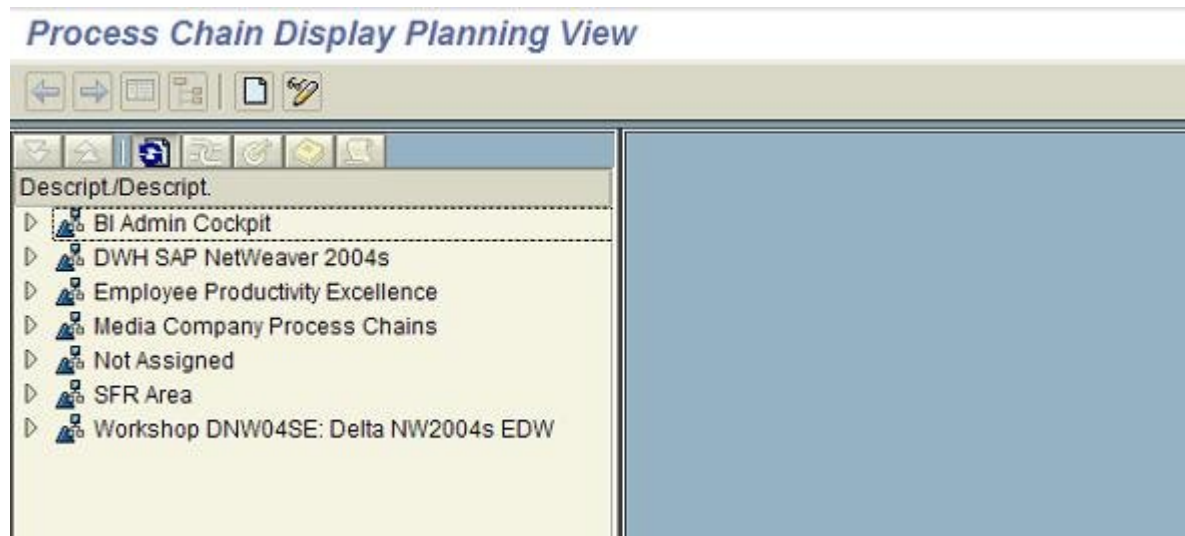 Process Chain Display Planning View
Descript./Descript.
BI Admin Cockpit
DWH SAP NetWeaver 2004s
Employee Productivity Excellence
Media Company Process Chains
Not Assigned
SFR Area
Workshop DNW04SE: Delta NW2004s EDW